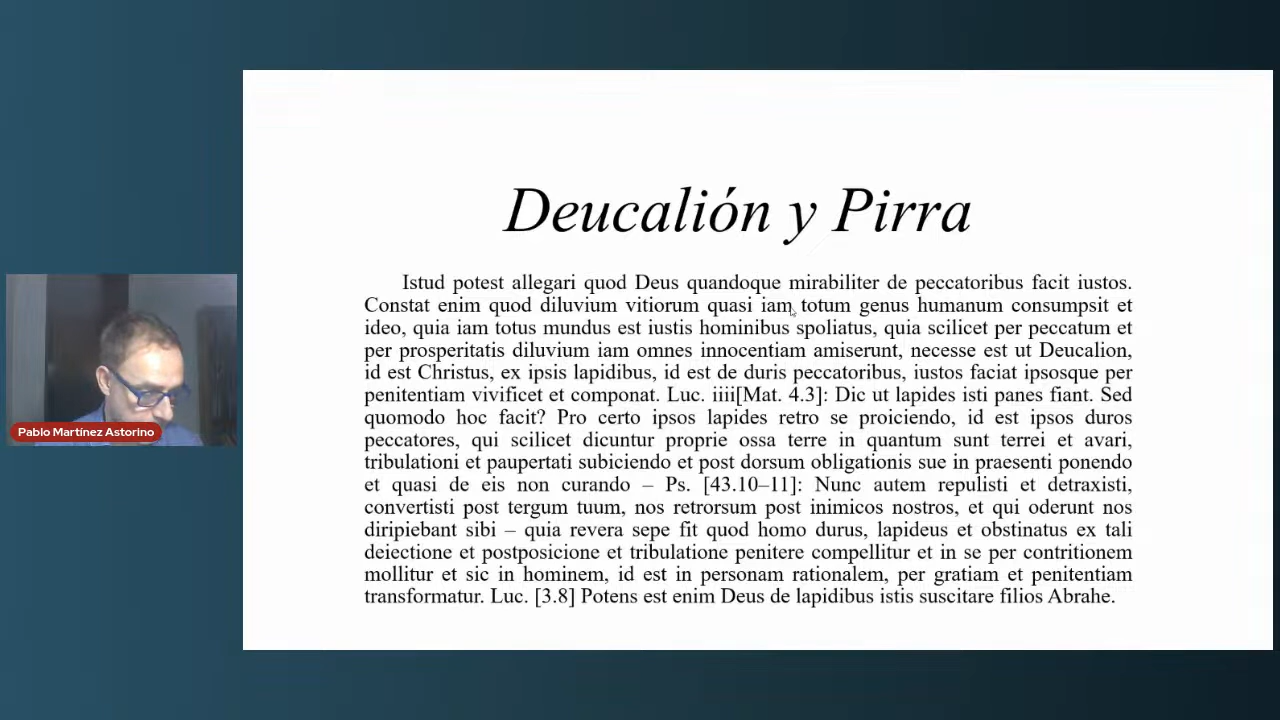 Deucalión y Pirra
Istud potest allegari quod Deus quandoque mirabiliter de peccatoribus facit iustos.
Constat enim quod diluvium vitiorum quasi iam totum genus humanum consumpsit et
ideo, quia iam totus mundus est iustis hominibus spoliatus, quia scilicet per peccatum et
per prosperitatis diluvium iam omnes innocentiam amiserunt, necesse est ut Deucalion,
id est Christus, ex ipsis lapidibus, id est de duris peccatoribus, iustos faciat ipsosque per
penitentiam vivificet et componat. Luc. iiii[Mat. 4.3]: Dic ut lapides isti panes fiant. Sed
quomodo hoc facit? Pro certo ipsos lapides retro se proiciendo, id est ipsos duros
peccatores, qui scilicet dicuntur proprie ossa terre in quantum sunt terrei et avari,
tribulationi et paupertati subiciendo et post dorsum obligationis sue in praesenti ponendo
et quasi de eis non curando – Ps. [43.10–11]: Nunc autem repulisti et detraxisti,
convertisti post tergum tuum, nos retrorsum post inimicos nostros, et qui oderunt nos
diripiebant sibi – quia revera sepe fit quod homo durus, lapideus et obstinatus ex tali
deiectione et postposicione et tribulatione penitere compellitur et in se per contritionem
mollitur et sic in hominem, id est in personam rationalem, per gratiam et penitentiam
transformatur. Luc. [3.8] Potens est enim Deus de lapidibus istis suscitare filios Abrahe.
Pablo Martínez Astorino